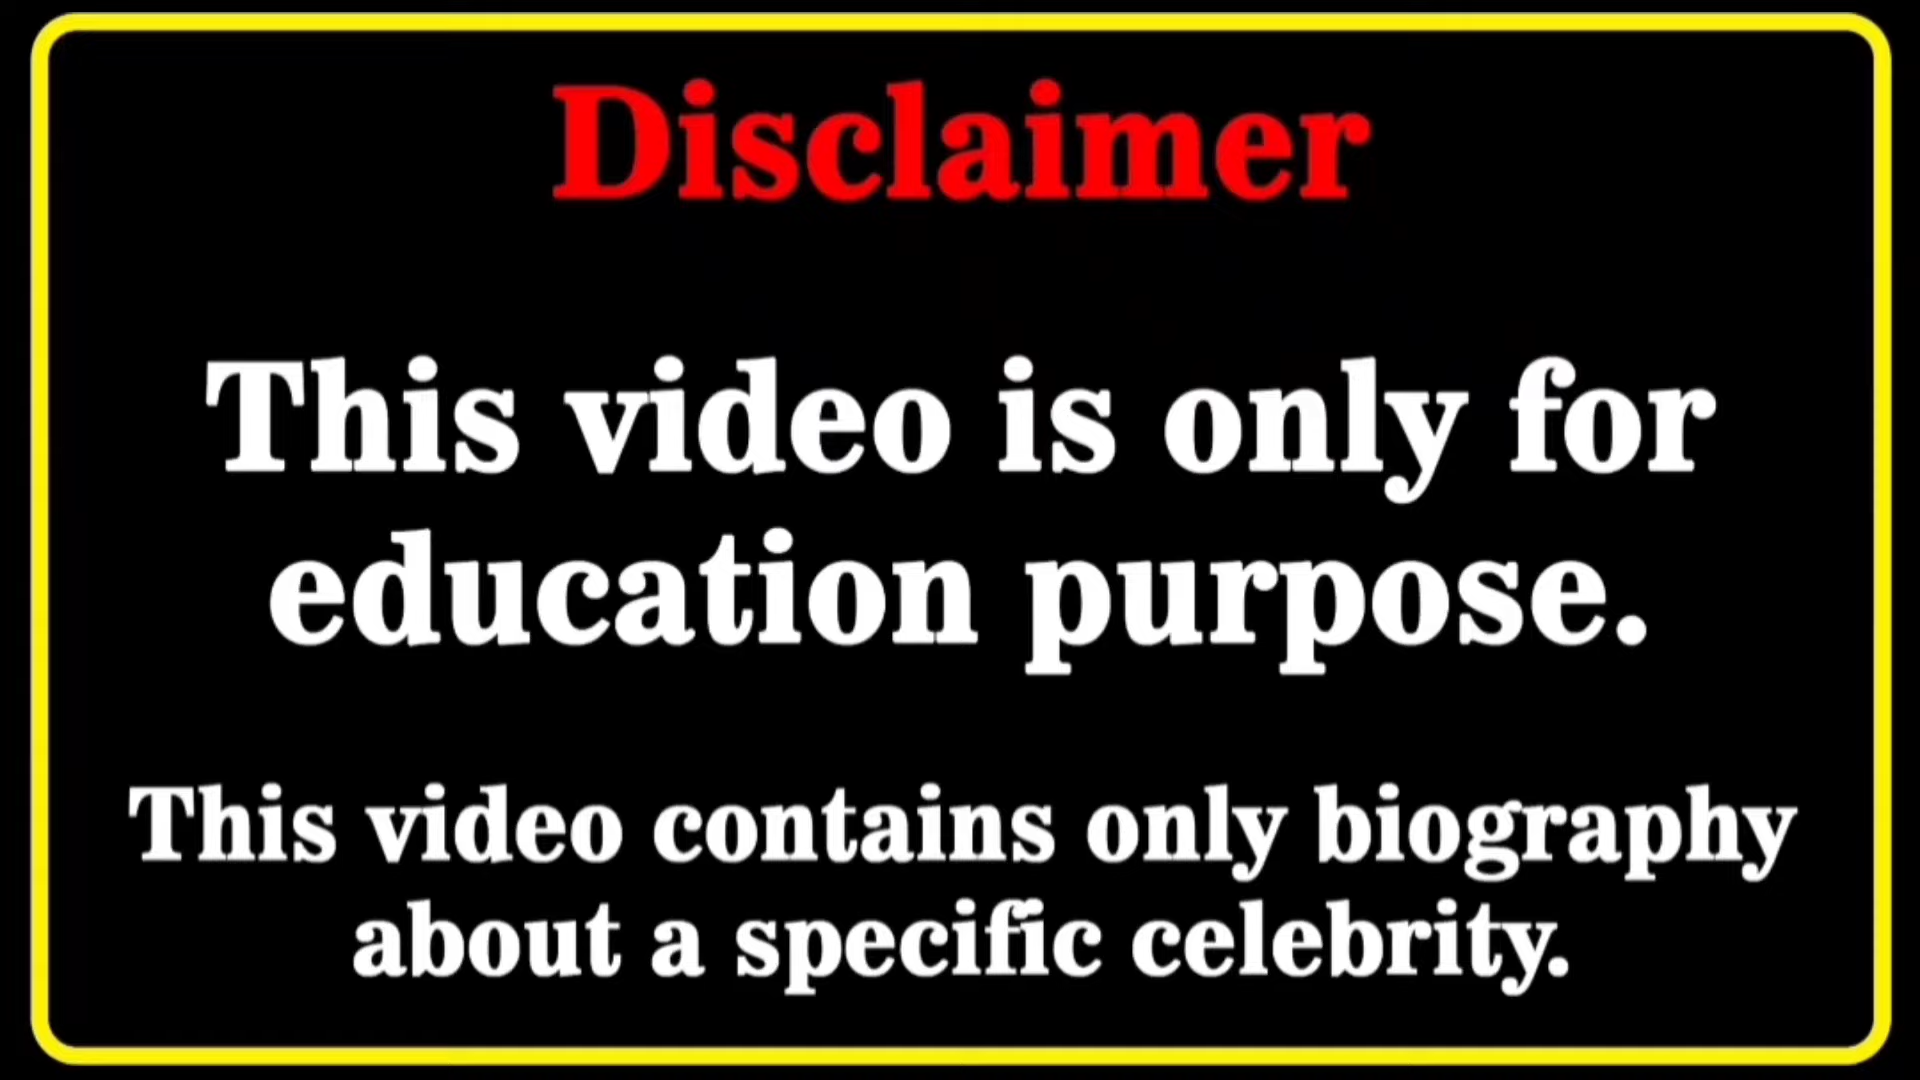 Disclaimer
This video is only for
education purpose.
This video contains only biography
about a specific celebrity.